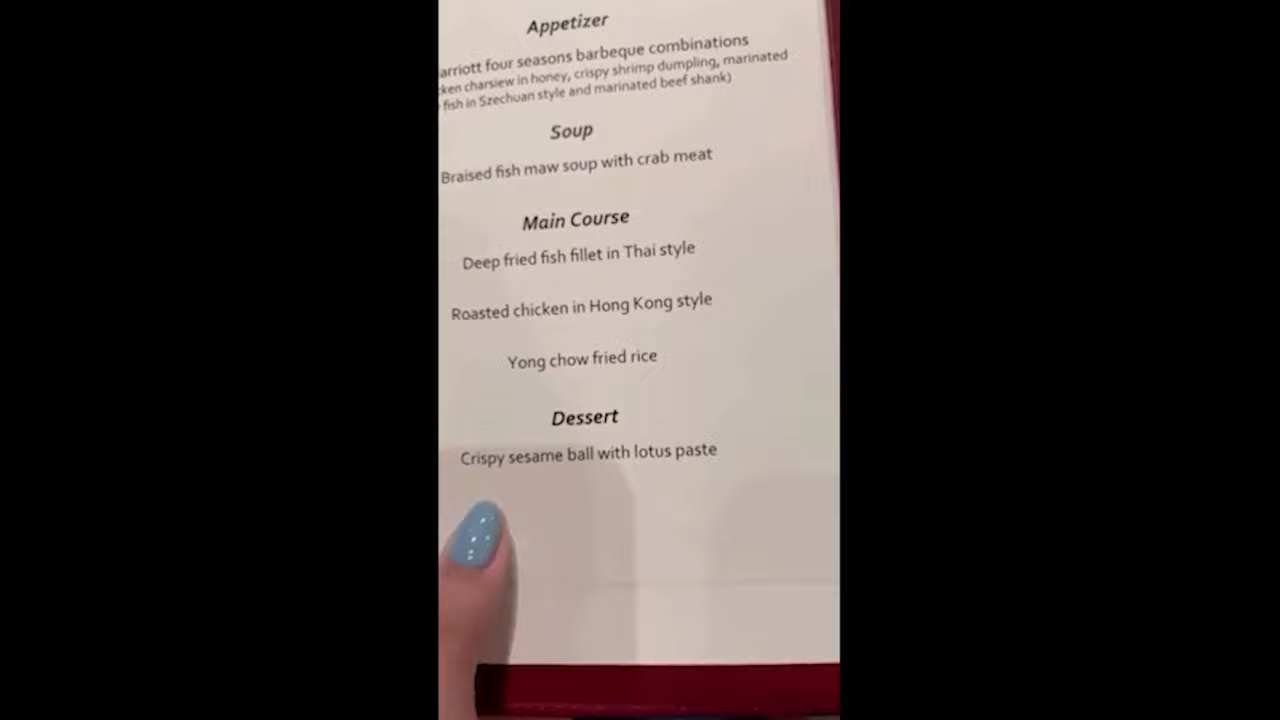 Appetizer
arriott four seasons barbeque combinations
ken charsiew in honey, crispy shrimp dumpling, marinated
fish in Szechuan style and marinated beef shank)
Soup
Braised fish maw soup with crab meat
Main Course
Deep fried fish fillet in Thai style
Roasted chicken in Hong Kong style
Yong chow fried rice
Dessert
Crispy sesame ball with lotus paste